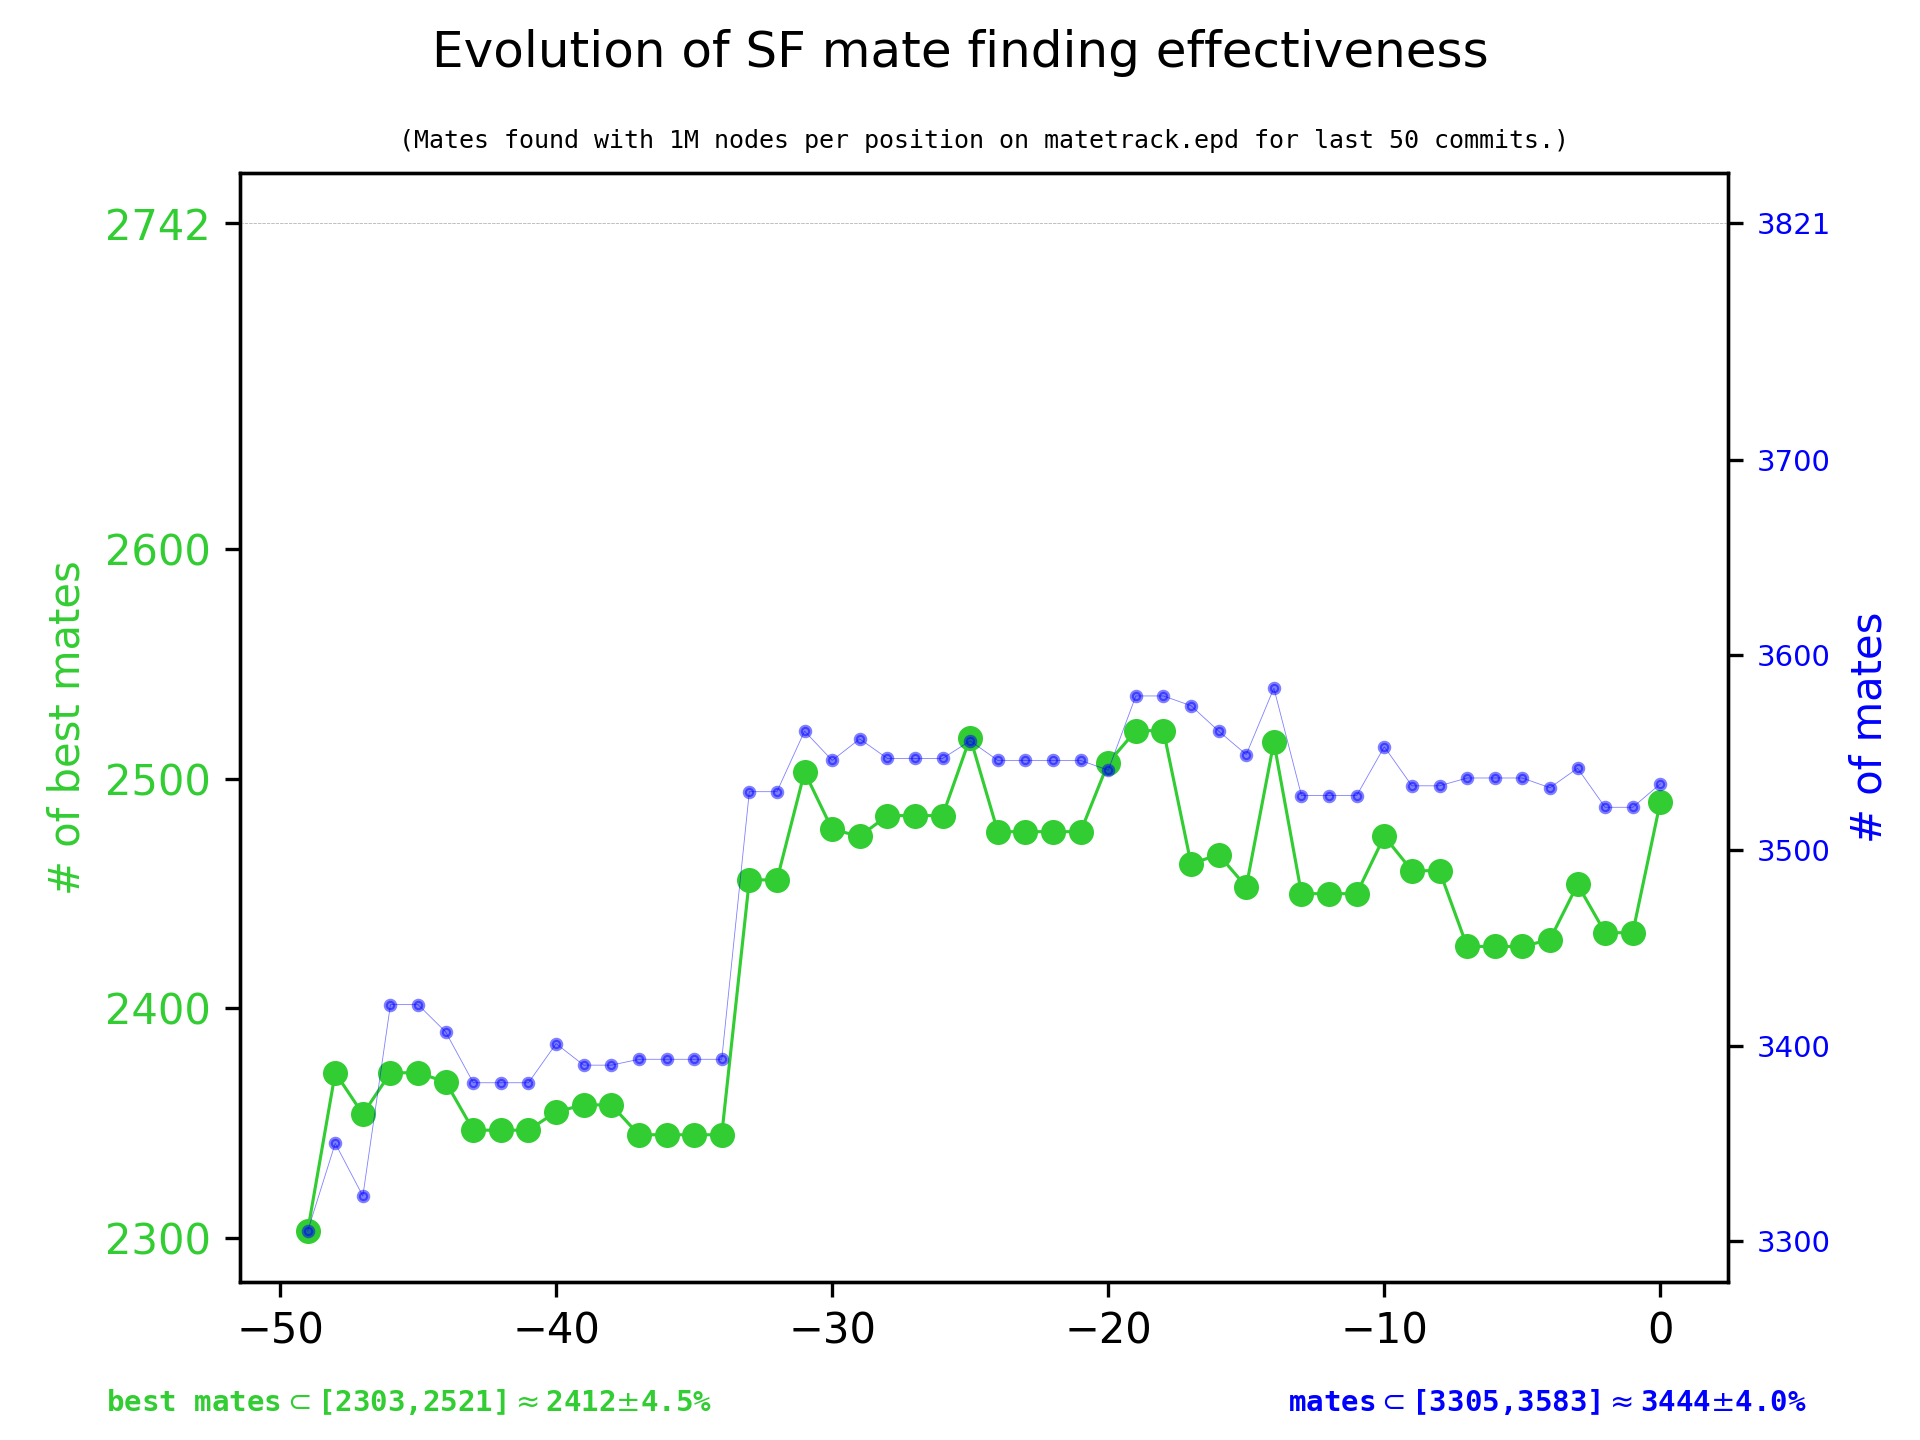 Evolution of SF mate finding effectiveness
(Mates found with 1M nodes per position on matetrack.epd for last 50 commits.)
# of best mates
2742
2600
2500
2400
2300
3821
3700
3600
3500
3400
3300
# of mates
−50 −40 −30 −20 −10 0
best mates ⊂ [2303,2521] ≈ 2412±4.5%
mates ⊂ [3305,3583] ≈ 3444±4.0%